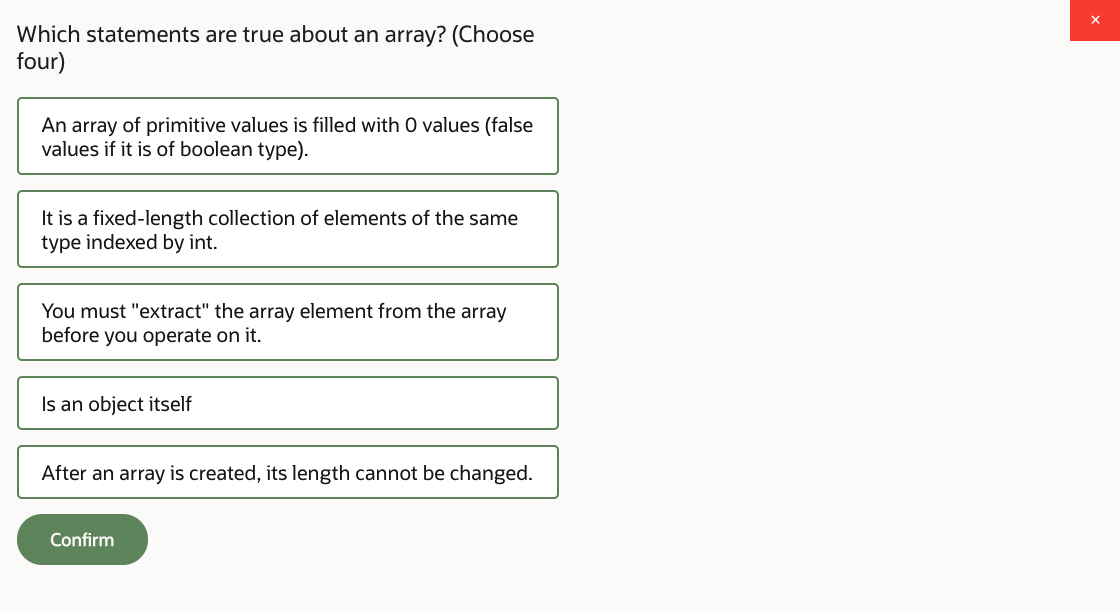 Which statements are true about an array? (Choose
four)
×
An array of primitive values is filled with 0 values (false
values if it is of boolean type).
It is a fixed-length collection of elements of the same
type indexed by int.
You must "extract" the array element from the array
before you operate on it.
Is an object itself
After an array is created, its length cannot be changed.
Confirm